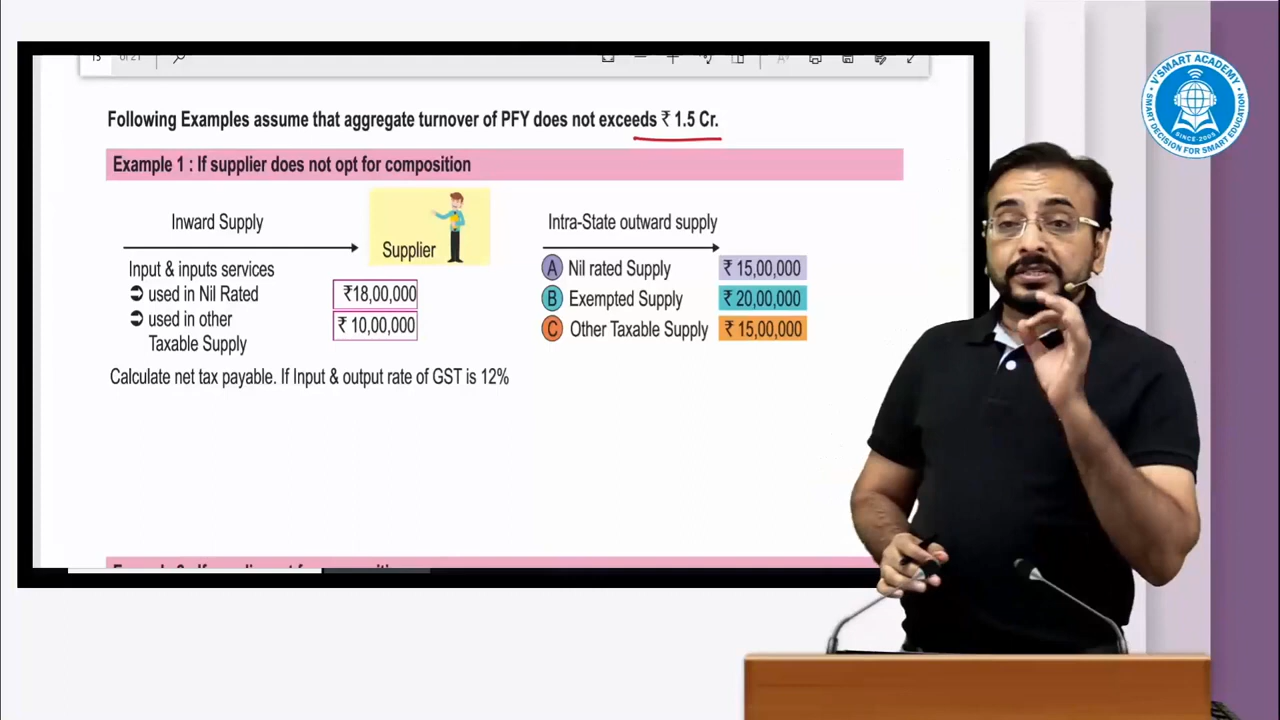 15 of 21
Following Examples assume that aggregate turnover of PFY does not exceeds ₹ 1.5 Cr.
Example 1 : If supplier does not opt for composition
Inward Supply
Supplier
Input & inputs services
➲ used in Nil Rated ₹18,00,000
➲ used in other ₹ 10,00,000
Taxable Supply
Intra-State outward supply
A Nil rated Supply ₹ 15,00,000
B Exempted Supply ₹ 20,00,000
C Other Taxable Supply ₹ 15,00,000
Calculate net tax payable. If Input & output rate of GST is 12%
V'SMART ACADEMY
SMART DECISION FOR SMART EDUCATION
SINCE-2005